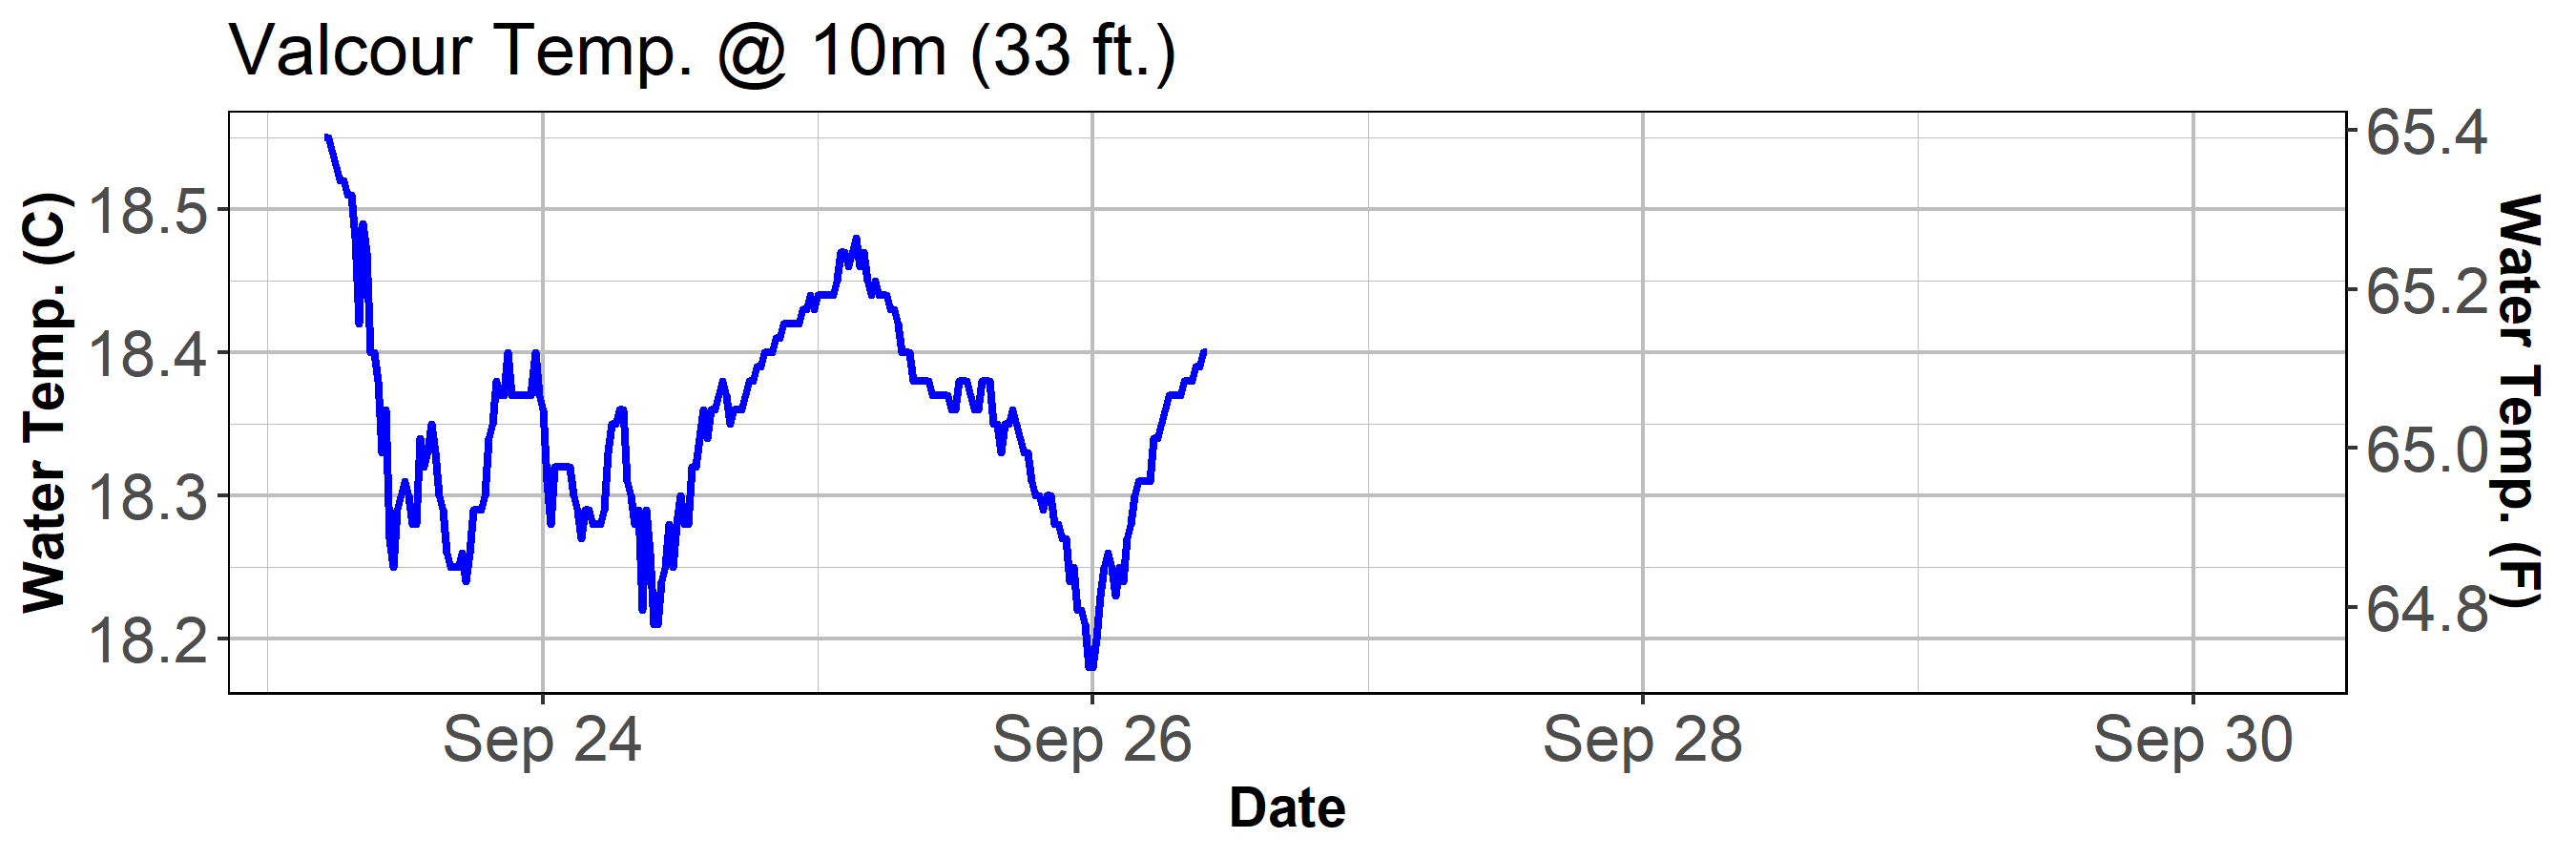 Valcour Temp. @ 10m (33 ft.)
Water Temp. (C)
18.5
18.4
18.3
18.2
65.4
65.2
65.0
64.8
Water Temp. (F)
Sep 24
Sep 26
Sep 28
Sep 30
Date